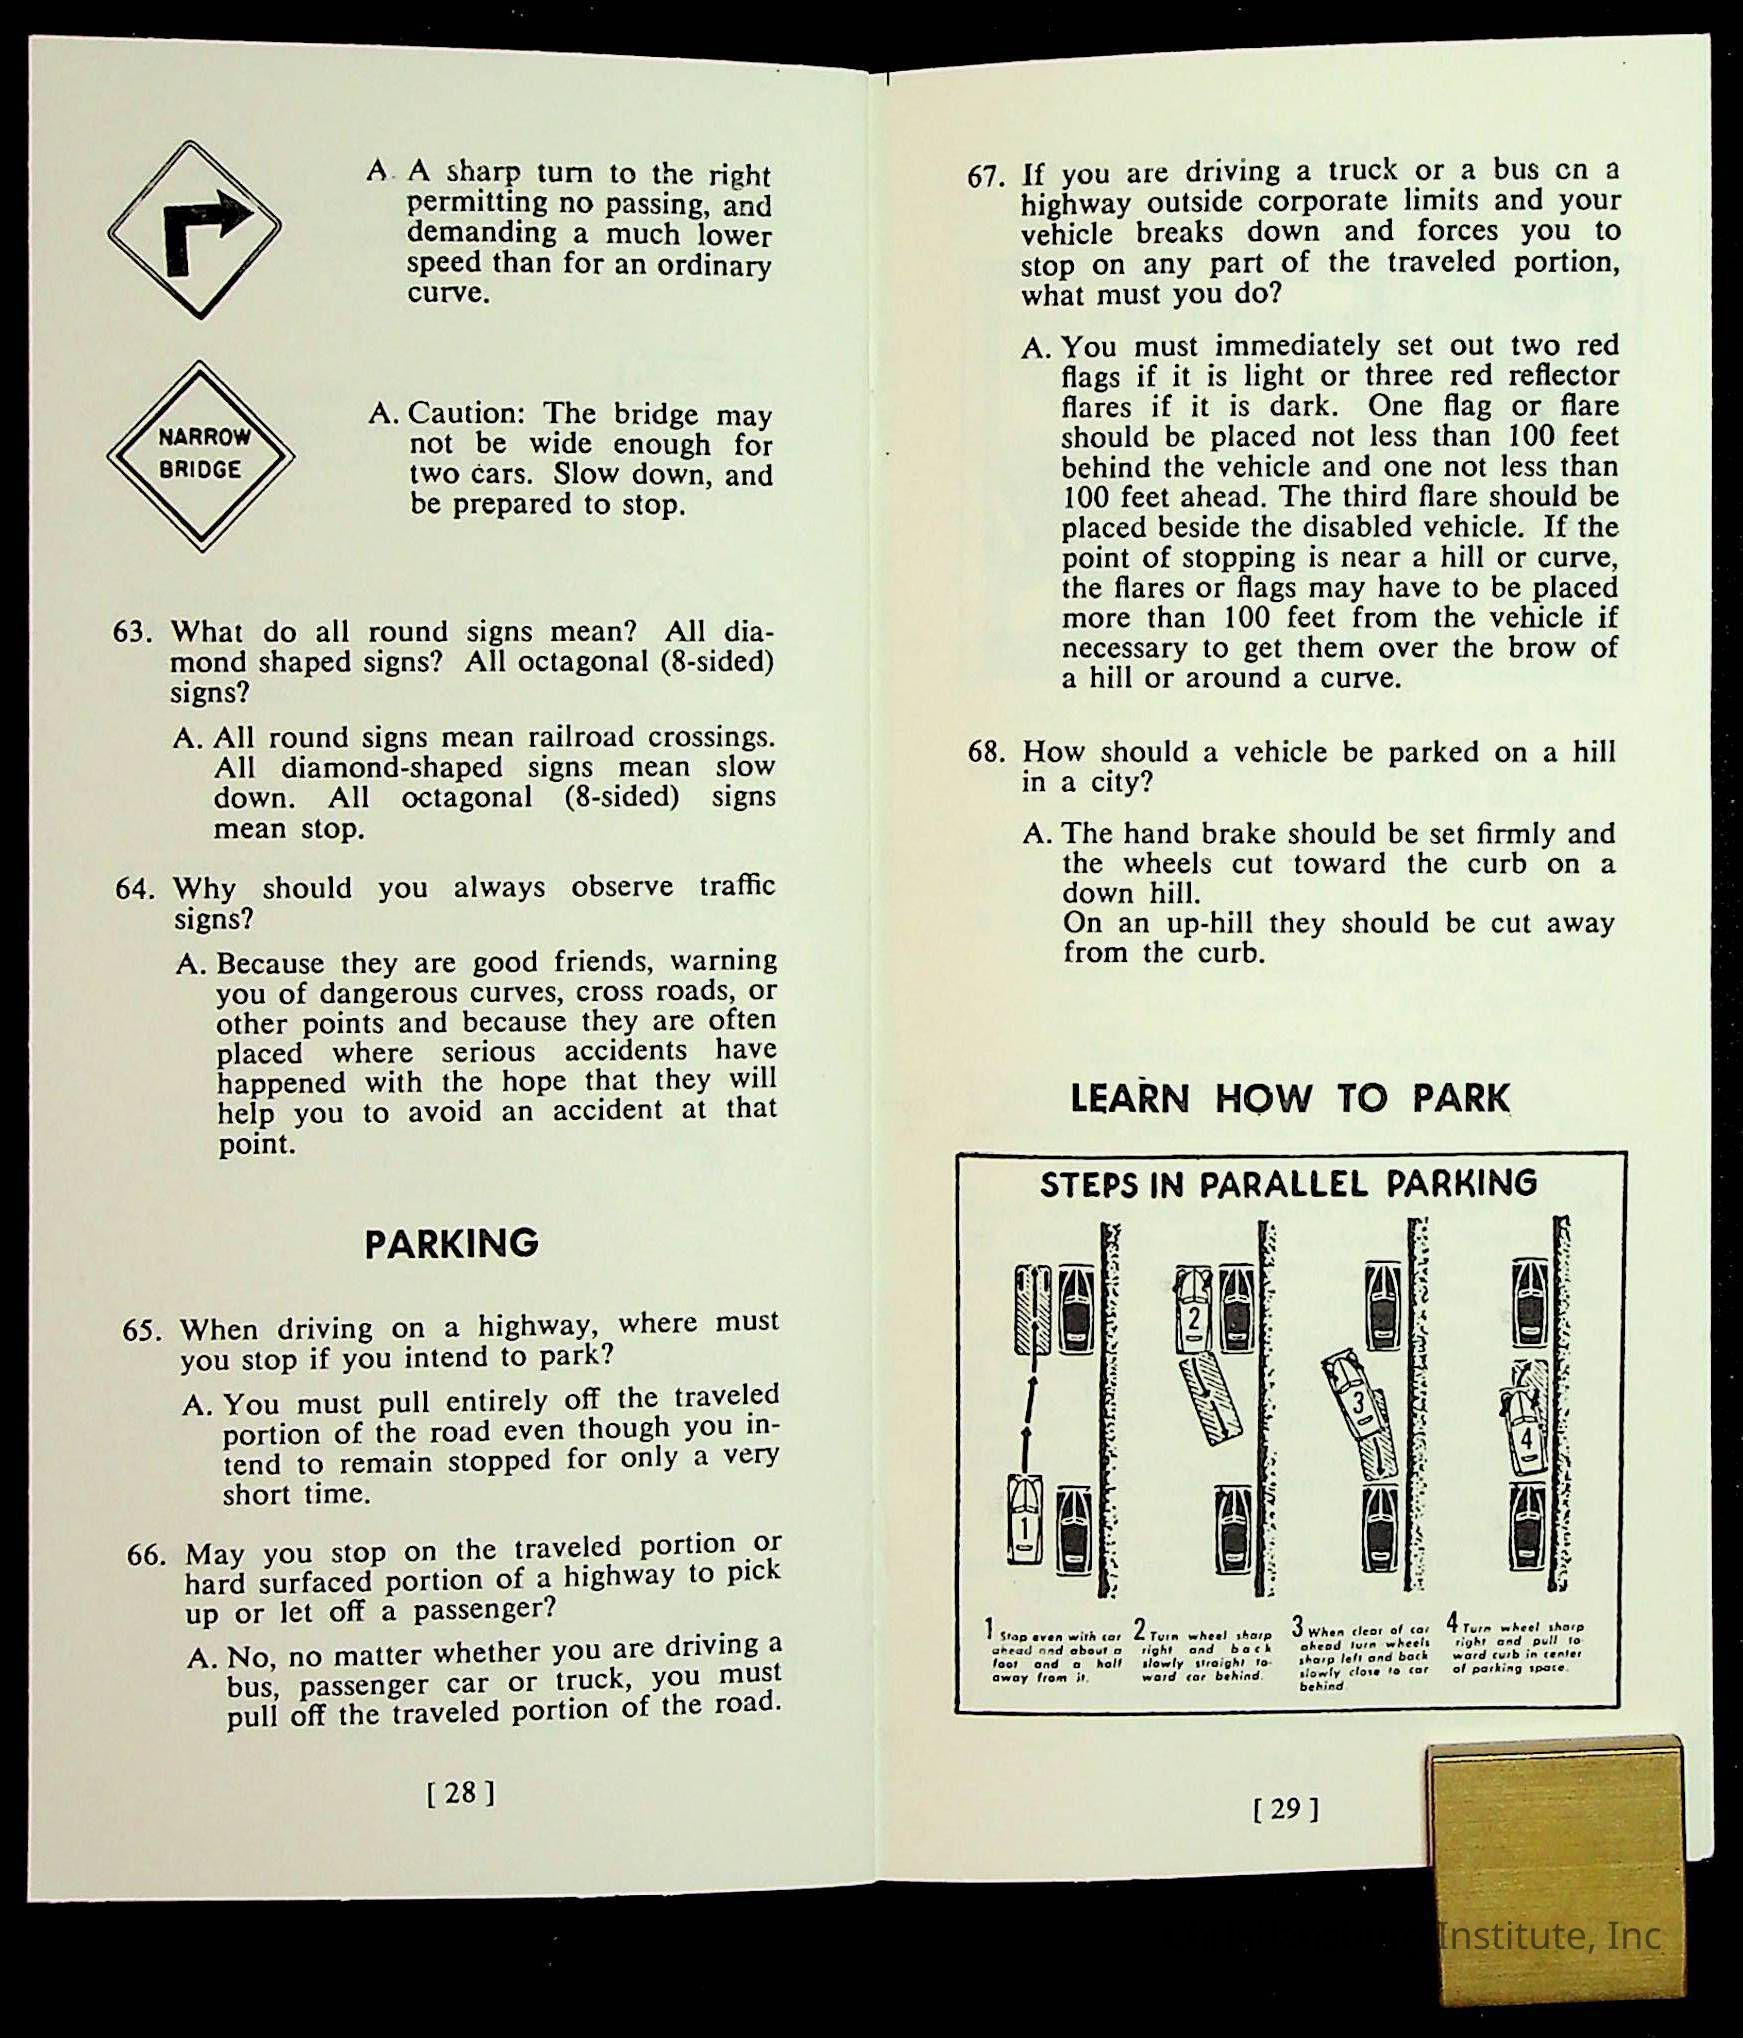 A. A sharp turn to the right
permitting no passing, and
demanding a much lower
speed than for an ordinary
curve.
NARROW
BRIDGE
A. Caution: The bridge may
not be wide enough for
two cars. Slow down, and
be prepared to stop.
63. What do all round signs mean? All dia-
mond shaped signs? All octagonal (8-sided)
signs?
A. All round signs mean railroad crossings.
All diamond-shaped signs mean slow
down. All octagonal (8-sided) signs
mean stop.
64. Why should you always observe traffic
signs?
A. Because they are good friends, warning
you of dangerous curves, cross roads, or
other points and because they are often
placed where serious accidents have
happened with the hope that they will
help you to avoid an accident at that
point.
PARKING
65. When driving on a highway, where must
you stop if you intend to park?
A. You must pull entirely off the traveled
portion of the road even though you in-
tend to remain stopped for only a very
short time.
66. May you stop on the traveled portion or
hard surfaced portion of a highway to pick
up or let off a passenger?
A. No, no matter whether you are driving a
bus, passenger car or truck, you must
pull off the traveled portion of the road.
[ 28 ]
67. If you are driving a truck or a bus cn a
highway outside corporate limits and your
vehicle breaks down and forces you to
stop on any part of the traveled portion,
what must you do?
A. You must immediately set out two red
flags if it is light or three red reflector
flares if it is dark. One flag or flare
should be placed not less than 100 feet
behind the vehicle and one not less than
100 feet ahead. The third flare should be
placed beside the disabled vehicle. If the
point of stopping is near a hill or curve,
the flares or flags may have to be placed
more than 100 feet from the vehicle if
necessary to get them over the brow of
a hill or around a curve.
68. How should a vehicle be parked on a hill
in a city?
A. The hand brake should be set firmly and
the wheels cut toward the curb on a
down hill.
On an up-hill they should be cut away
from the curb.
LEARN HOW TO PARK
STEPS IN PARALLEL PARKING
1
2
3
4
1 Stop even with car
ahead and about a
foot and a half
away from it.
2 Turn wheel sharp
right and back
slowly straight to-
ward car behind.
3 When clear of car
ahead turn wheels
sharp left and back
slowly close to car
behind.
4 Turn wheel sharp
right and pull to-
ward curb in center
of parking space.
[ 29 ]
Institute, Inc